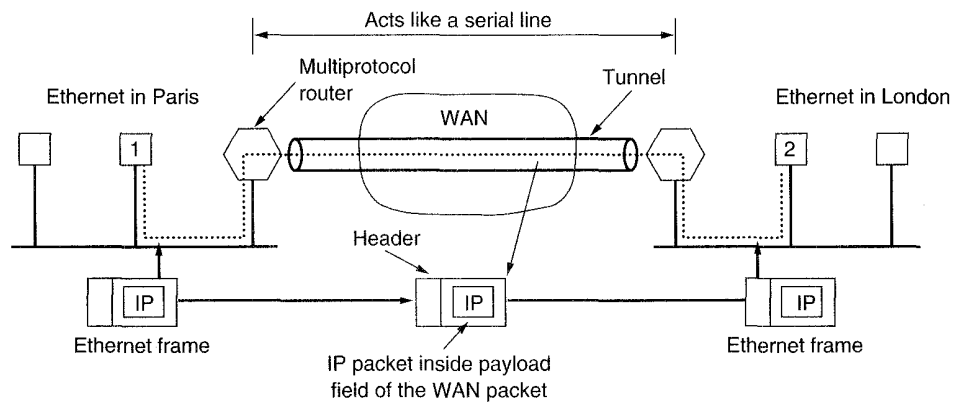 Acts like a serial line
Multiprotocol
router
Tunnel
Ethernet in Paris
WAN
Ethernet in London
1
2
Header
IP
IP
IP
Ethernet frame
Ethernet frame
IP packet inside payload
field of the WAN packet